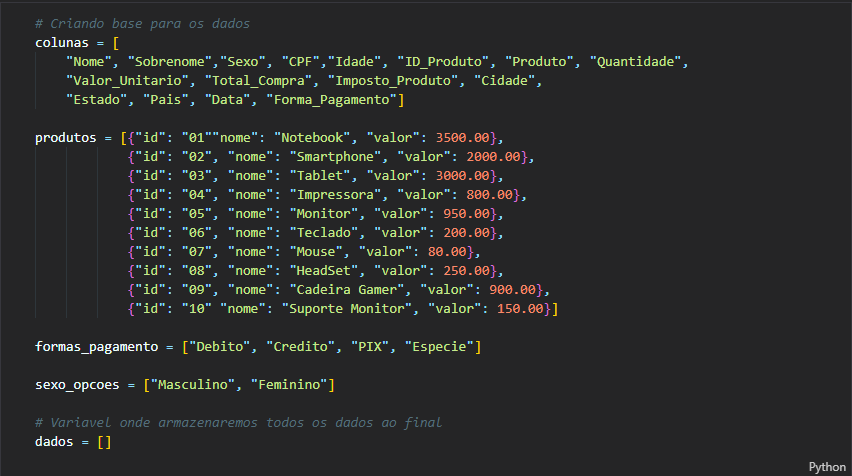 # Criando base para os dados
colunas = [
    "Nome", "Sobrenome","Sexo", "CPF","Idade", "ID_Produto", "Produto", "Quantidade",
    "Valor_Unitario", "Total_Compra", "Imposto_Produto", "Cidade",
    "Estado", "Pais", "Data", "Forma_Pagamento"]
produtos = [{"id": "01""nome": "Notebook", "valor": 3500.00},
            {"id": "02", "nome": "Smartphone", "valor": 2000.00},
            {"id": "03", "nome": "Tablet", "valor": 3000.00},
            {"id": "04", "nome": "Impressora", "valor": 800.00},
            {"id": "05", "nome": "Monitor", "valor": 950.00},
            {"id": "06", "nome": "Teclado", "valor": 200.00},
            {"id": "07", "nome": "Mouse", "valor": 80.00},
            {"id": "08", "nome": "HeadSet", "valor": 250.00},
            {"id": "09", "nome": "Cadeira Gamer", "valor": 900.00},
            {"id": "10" "nome": "Suporte Monitor", "valor": 150.00}]
formas_pagamento = ["Debito", "Credito", "PIX", "Especie"]
sexo_opcoes = ["Masculino", "Feminino"]
# Variavel onde armazenaremos todos os dados ao final
dados = []
Python